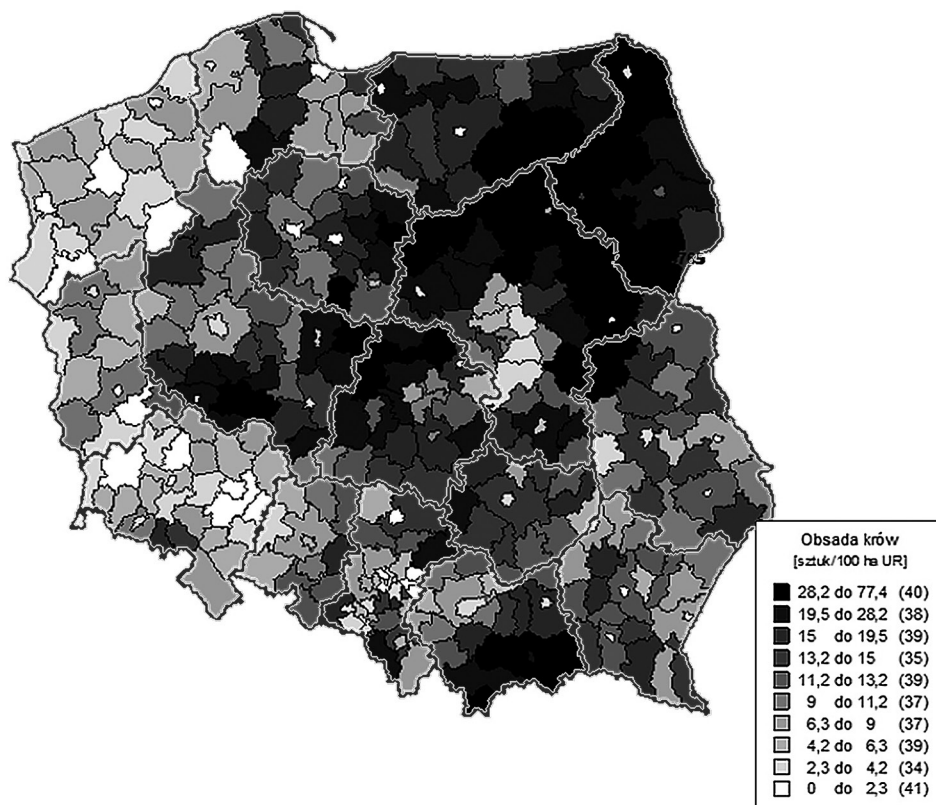 Obsada krów
[sztuk/100 ha UR]
28,2 do 77,4 (40)
19,5 do 28,2 (38)
15 do 19,5 (39)
13,2 do 15 (35)
11,2 do 13,2 (39)
9 do 11,2 (37)
6,3 do 9 (37)
4,2 do 6,3 (39)
2,3 do 4,2 (34)
0 do 2,3 (41)